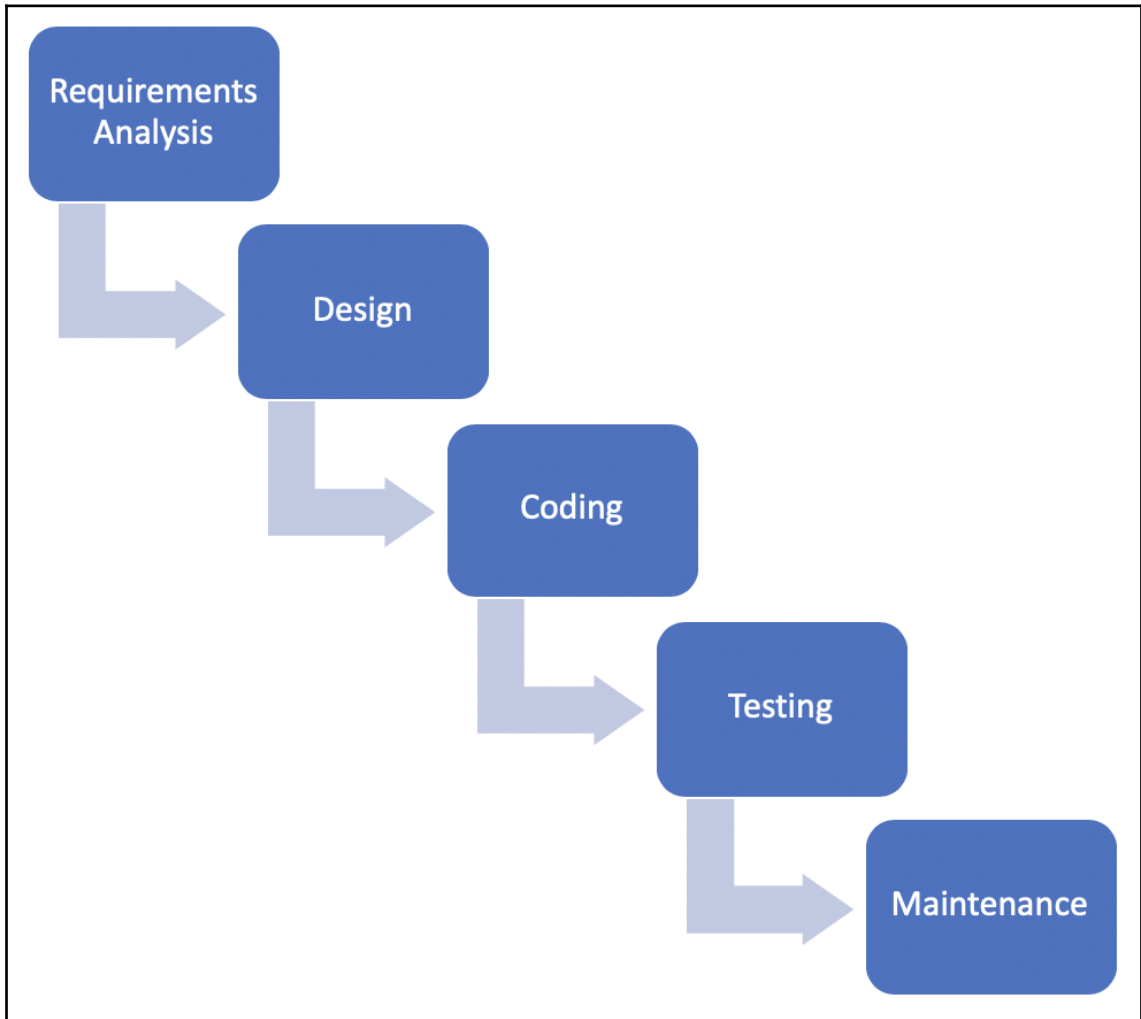 Requirements
Analysis
Design
Coding
Testing
Maintenance